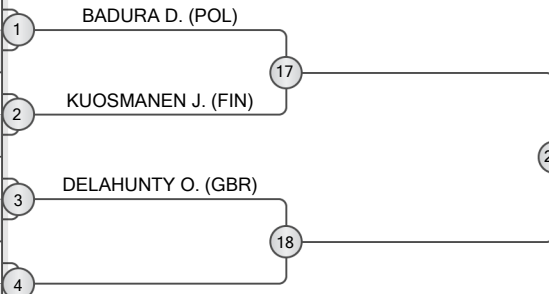 1
BADURA D. (POL)
17
2
KUOSMANEN J. (FIN)
3
DELAHUNTY O. (GBR)
18
4